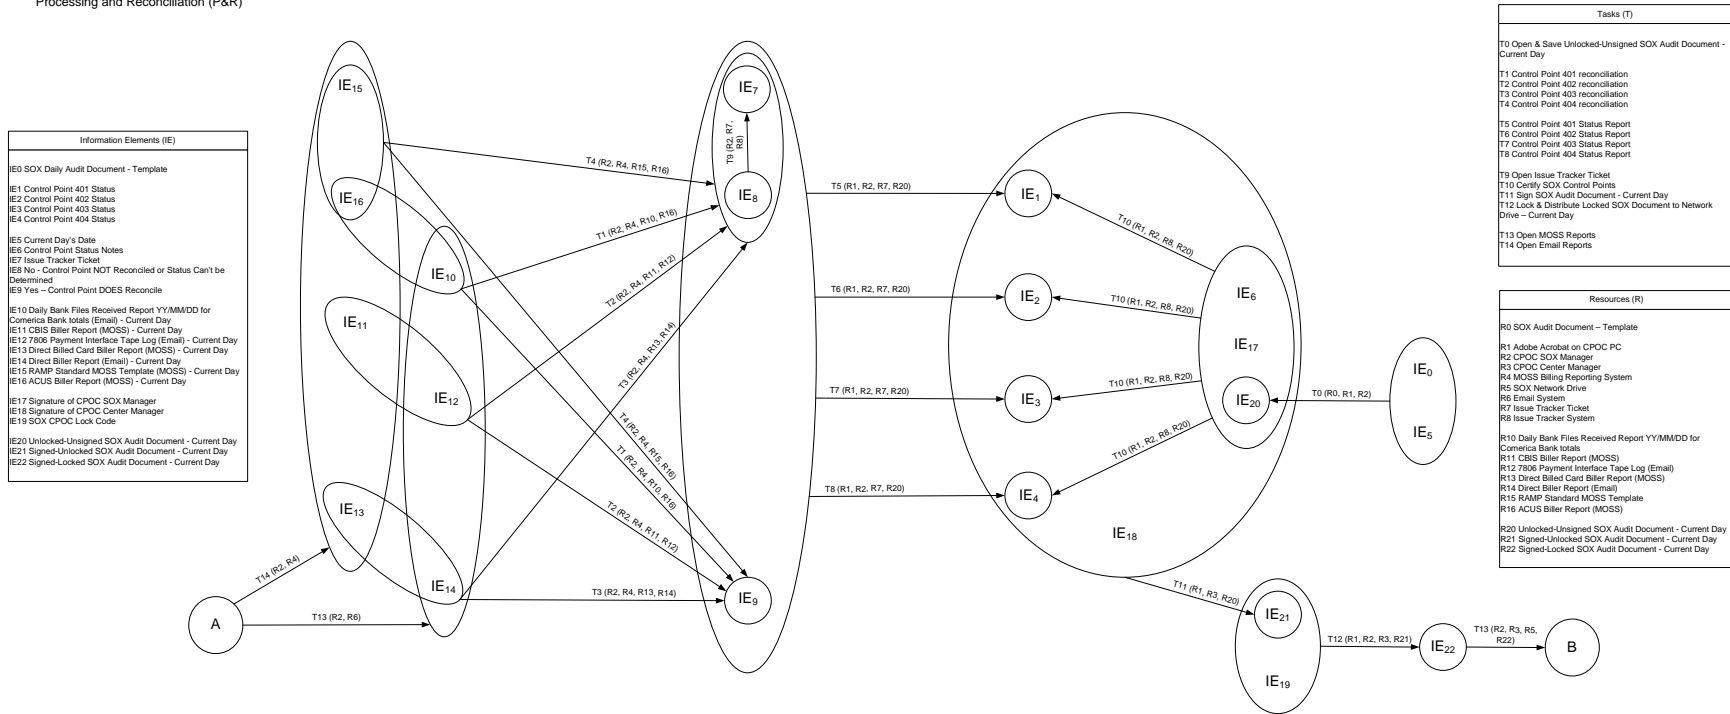 Processing and Reconciliation (P&R)
Information Elements (IE)
IE0 SOX Daily Audit Document - Template
IE1 Control Point 401 Status
IE2 Control Point 402 Status
IE3 Control Point 403 Status
IE4 Control Point 404 Status
IE5 Current Day's Date
IE6 Control Point Status Notes
IE7 Issue Tracker Ticket
IE8 No - Control Point NOT Reconciled or Status Can't be
Determined
IE9 Yes – Control Point DOES Reconcile
IE10 Daily Bank Files Received Report YY/MM/DD for
Comerica Bank totals (Email) - Current Day
IE11 CBIS Biller Report (MOSS) - Current Day
IE12 7806 Payment Interface Tape Log (Email) - Current Day
IE13 Direct Billed Card Biller Report (MOSS) - Current Day
IE14 Direct Biller Report (Email) - Current Day
IE15 RAMP Standard MOSS Template (MOSS) - Current Day
IE16 ACUS Biller Report (MOSS) - Current Day
IE17 Signature of CPOC SOX Manager
IE18 Signature of CPOC Center Manager
IE19 SOX CPOC Lock Code
IE20 Unlocked-Unsigned SOX Audit Document - Current Day
IE21 Signed-Unlocked SOX Audit Document - Current Day
IE22 Signed-Locked SOX Audit Document - Current Day
A
T14 (R2, R4)
T13 (R2, R6)
IE15
IE16
IE10
IE11
IE12
IE13
IE14
T4 (R2, R4, R15, R16)
T1 (R2, R4, R10, R16)
T2 (R2, R4, R11, R12)
T3 (R2, R4, R13, R14)
T4 (R2, R4, R15, R16)
T1 (R2, R4, R10, R16)
T2 (R2, R4, R11, R12)
T3 (R2, R4, R13, R14)
IE7
T9 (R2, R7,
R8)
IE8
IE9
T5 (R1, R2, R7, R20)
T6 (R1, R2, R7, R20)
T7 (R1, R2, R7, R20)
T8 (R1, R2, R7, R20)
IE1
IE2
IE3
IE4
T10 (R1, R2, R8, R20)
T10 (R1, R2, R8, R20)
T10 (R1, R2, R8, R20)
T10 (R1, R2, R8, R20)
IE6
IE17
IE20
IE18
T0 (R0, R1, R2)
IE0
IE5
T11 (R1, R3, R20)
IE21
IE19
T12 (R1, R2, R3, R21)
IE22
T13 (R2, R3, R5,
R22)
B
Tasks (T)
T0 Open & Save Unlocked-Unsigned SOX Audit Document -
Current Day
T1 Control Point 401 reconciliation
T2 Control Point 402 reconciliation
T3 Control Point 403 reconciliation
T4 Control Point 404 reconciliation
T5 Control Point 401 Status Report
T6 Control Point 402 Status Report
T7 Control Point 403 Status Report
T8 Control Point 404 Status Report
T9 Open Issue Tracker Ticket
T10 Certify SOX Control Points
T11 Sign SOX Audit Document - Current Day
T12 Lock & Distribute Locked SOX Document to Network
Drive – Current Day
T13 Open MOSS Reports
T14 Open Email Reports
Resources (R)
R0 SOX Audit Document – Template
R1 Adobe Acrobat on CPOC PC
R2 CPOC SOX Manager
R3 CPOC Center Manager
R4 MOSS Billing Reporting System
R5 SOX Network Drive
R6 Email System
R7 Issue Tracker Ticket
R8 Issue Tracker System
R10 Daily Bank Files Received Report YY/MM/DD for
Comerica Bank totals
R11 CBIS Biller Report (MOSS)
R12 7806 Payment Interface Tape Log (Email)
R13 Direct Billed Card Biller Report (MOSS)
R14 Direct Biller Report (Email)
R15 RAMP Standard MOSS Template
R16 ACUS Biller Report (MOSS)
R20 Unlocked-Unsigned SOX Audit Document - Current Day
R21 Signed-Unlocked SOX Audit Document - Current Day
R22 Signed-Locked SOX Audit Document - Current Day